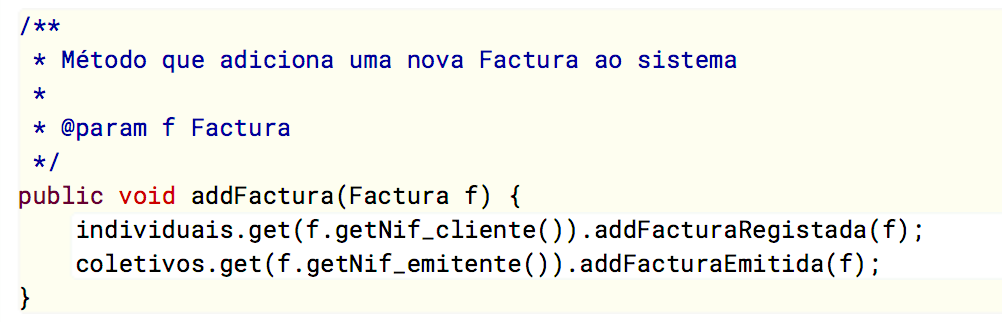 /**
 * Método que adiciona uma nova Factura ao sistema
 *
 * @param f Factura
 */
public void addFactura(Factura f) {
    individuais.get(f.getNif_cliente()).addFacturaRegistada(f);
    coletivos.get(f.getNif_emitente()).addFacturaEmitida(f);
}